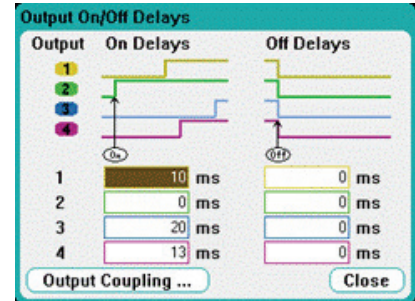 Output On/Off Delays
Output On Delays Off Delays
1
2
3
4
On Off
1 10 ms 0 ms
2 0 ms 0 ms
3 20 ms 0 ms
4 13 ms 0 ms
Output Coupling ... Close